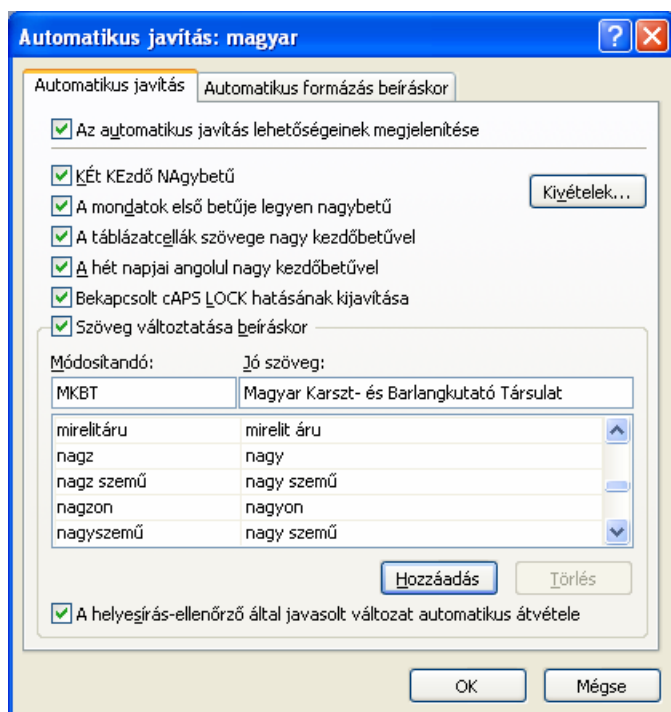 Automatikus javítás: magyar
Automatikus javítás Automatikus formázás beíráskor
Az automatikus javítás lehetőségeinek megjelenítése
KÉt KEzdő NAgybetű
Kivételek...
A mondatok első betűje legyen nagybetű
A táblázatcellák szövege nagy kezdőbetűvel
A hét napjai angolul nagy kezdőbetűvel
Bekapcsolt cAPS LOCK hatásának kijavítása
Szöveg változtatása beíráskor
Módosítandó: Jó szöveg:
MKBT Magyar Karszt- és Barlangkutató Társulat
mirelitáru mirelit áru
nagz nagy
nagz szemű nagy szemű
nagzon nagyon
nagyszemű nagy szemű
Hozzáadás Törlés
A helyesírás-ellenőrző által javasolt változat automatikus átvétele
OK Mégse